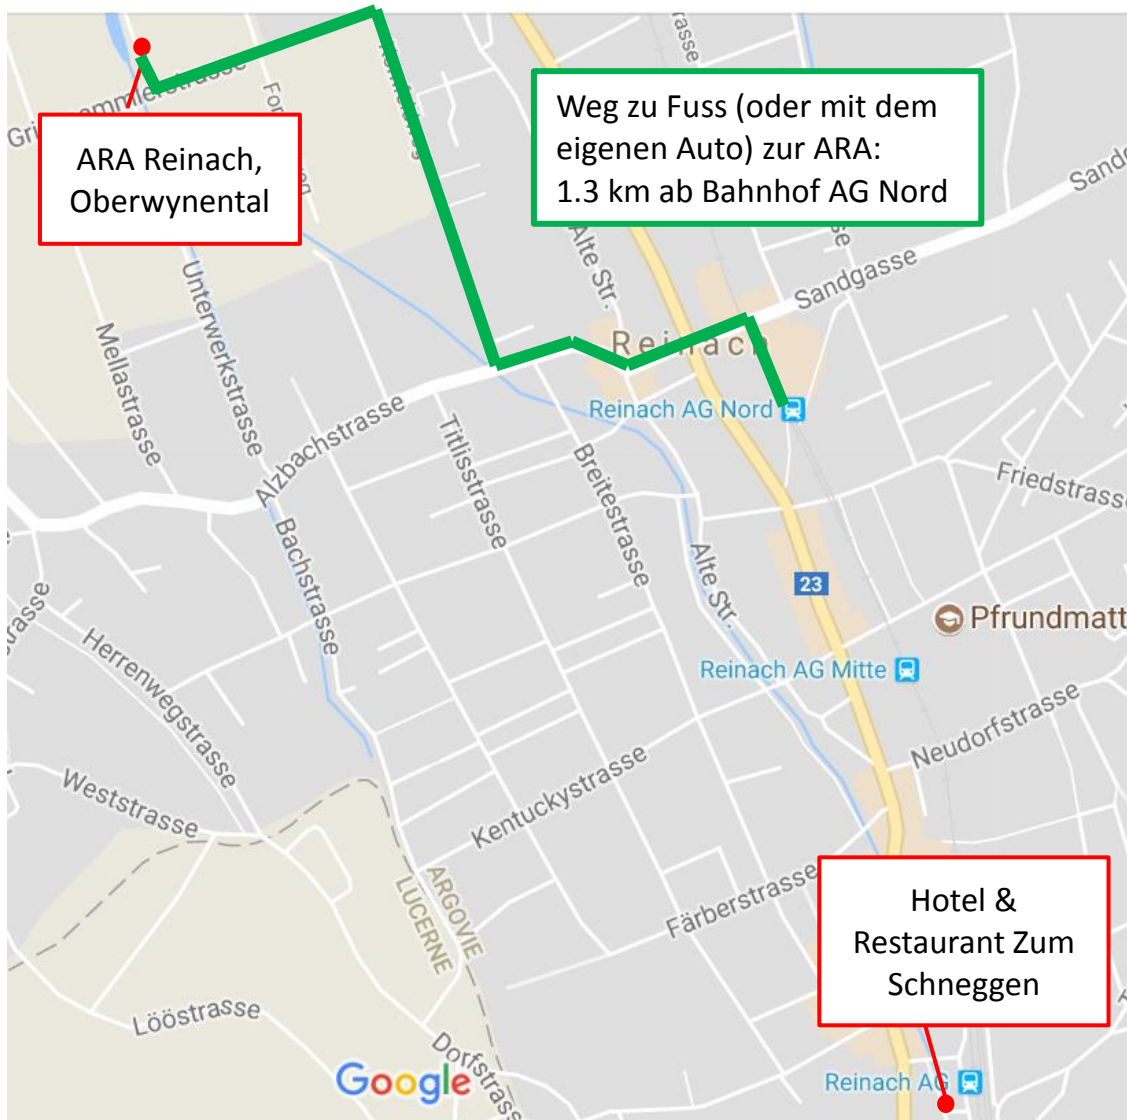 ARA Reinach,
Oberwynental
Weg zu Fuss (oder mit dem
eigenen Auto) zur ARA:
1.3 km ab Bahnhof AG Nord
Sandgasse
Alte Str.
Unterwerkstrasse
Mellastrasse
Reinach
Reinach AG Nord
Alzbachstrasse
Titlisstrasse
Breitestrasse
Friedstrasse
Bachstrasse
Alte Str.
23
Pfrundmatt
Herrenwegstrasse
Reinach AG Mitte
Neudorfstrasse
Weststrasse
Kentuckystrasse
ARGOVIE
LUCERNE
Färberstrasse
Hotel &
Restaurant Zum
Schneggen
Lööstrasse
Dorfstrasse
Google
Reinach AG